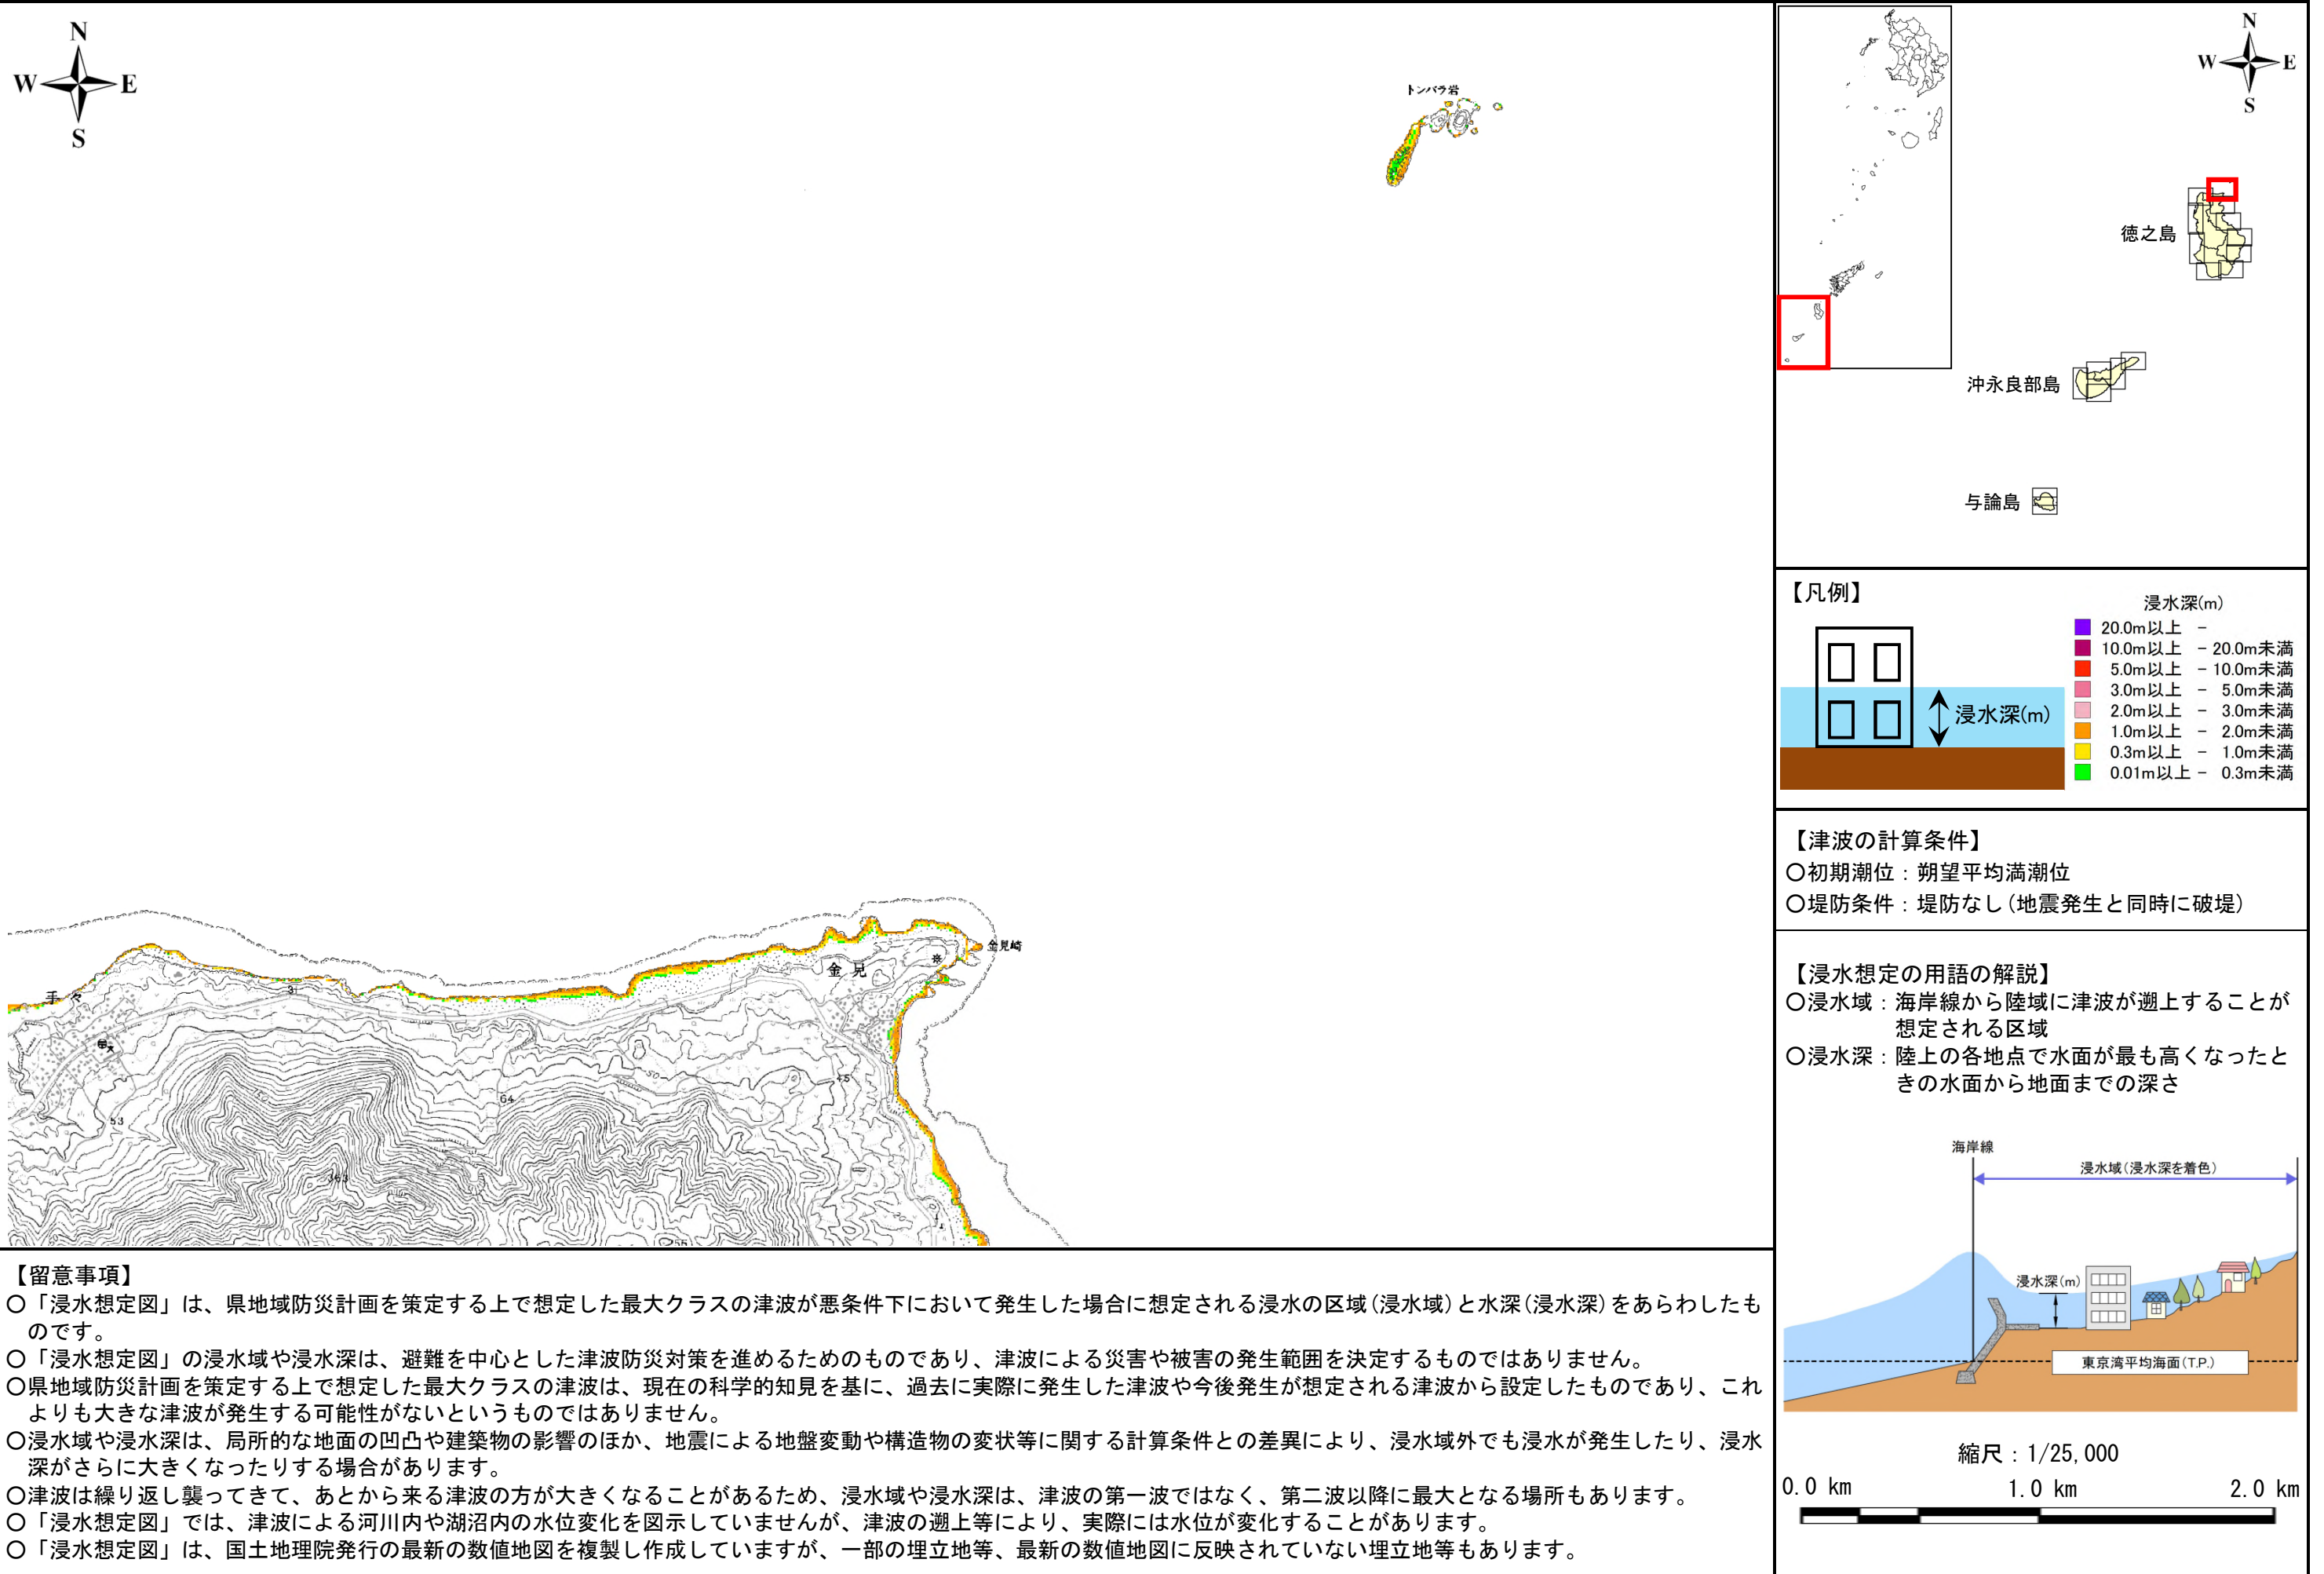 N
W E
S
トンバラ岩
金見崎
金見
手々
31
50
45
64
53
363
N
W E
S
徳之島
沖永良部島
与論島
【凡例】
浸水深(m)
20.0m以上 －
10.0m以上 － 20.0m未満
5.0m以上 － 10.0m未満
3.0m以上 － 5.0m未満
2.0m以上 － 3.0m未満
1.0m以上 － 2.0m未満
0.3m以上 － 1.0m未満
0.01m以上 － 0.3m未満
浸水深(m)
【津波の計算条件】
○初期潮位：朔望平均満潮位
○堤防条件：堤防なし(地震発生と同時に破堤)
【浸水想定の用語の解説】
○浸水域：海岸線から陸域に津波が遡上することが
想定される区域
○浸水深：陸上の各地点で水面が最も高くなったと
きの水面から地面までの深さ
海岸線
浸水域(浸水深を着色)
浸水深(m)
東京湾平均海面(T.P.)
縮尺：1/25,000
0.0 km 1.0 km 2.0 km
【留意事項】
○「浸水想定図」は、県地域防災計画を策定する上で想定した最大クラスの津波が悪条件下において発生した場合に想定される浸水の区域(浸水域)と水深(浸水深)をあらわしたも
のです。
○「浸水想定図」の浸水域や浸水深は、避難を中心とした津波防災対策を進めるためのものであり、津波による災害や被害の発生範囲を決定するものではありません。
○県地域防災計画を策定する上で想定した最大クラスの津波は、現在の科学的知見を基に、過去に実際に発生した津波や今後発生が想定される津波から設定したものであり、これ
よりも大きな津波が発生する可能性がないというものではありません。
○浸水域や浸水深は、局所的な地面の凹凸や建築物の影響のほか、地震による地盤変動や構造物の変状等に関する計算条件との差異により、浸水域外でも浸水が発生したり、浸水
深がさらに大きくなったりする場合があります。
○津波は繰り返し襲ってきて、あとから来る津波の方が大きくなることがあるため、浸水域や浸水深は、津波の第一波ではなく、第二波以降に最大となる場所もあります。
○「浸水想定図」では、津波による河川内や湖沼内の水位変化を図示していませんが、津波の遡上等により、実際には水位が変化することがあります。
○「浸水想定図」は、国土地理院発行の最新の数値地図を複製し作成していますが、一部の埋立地等、最新の数値地図に反映されていない埋立地等もあります。